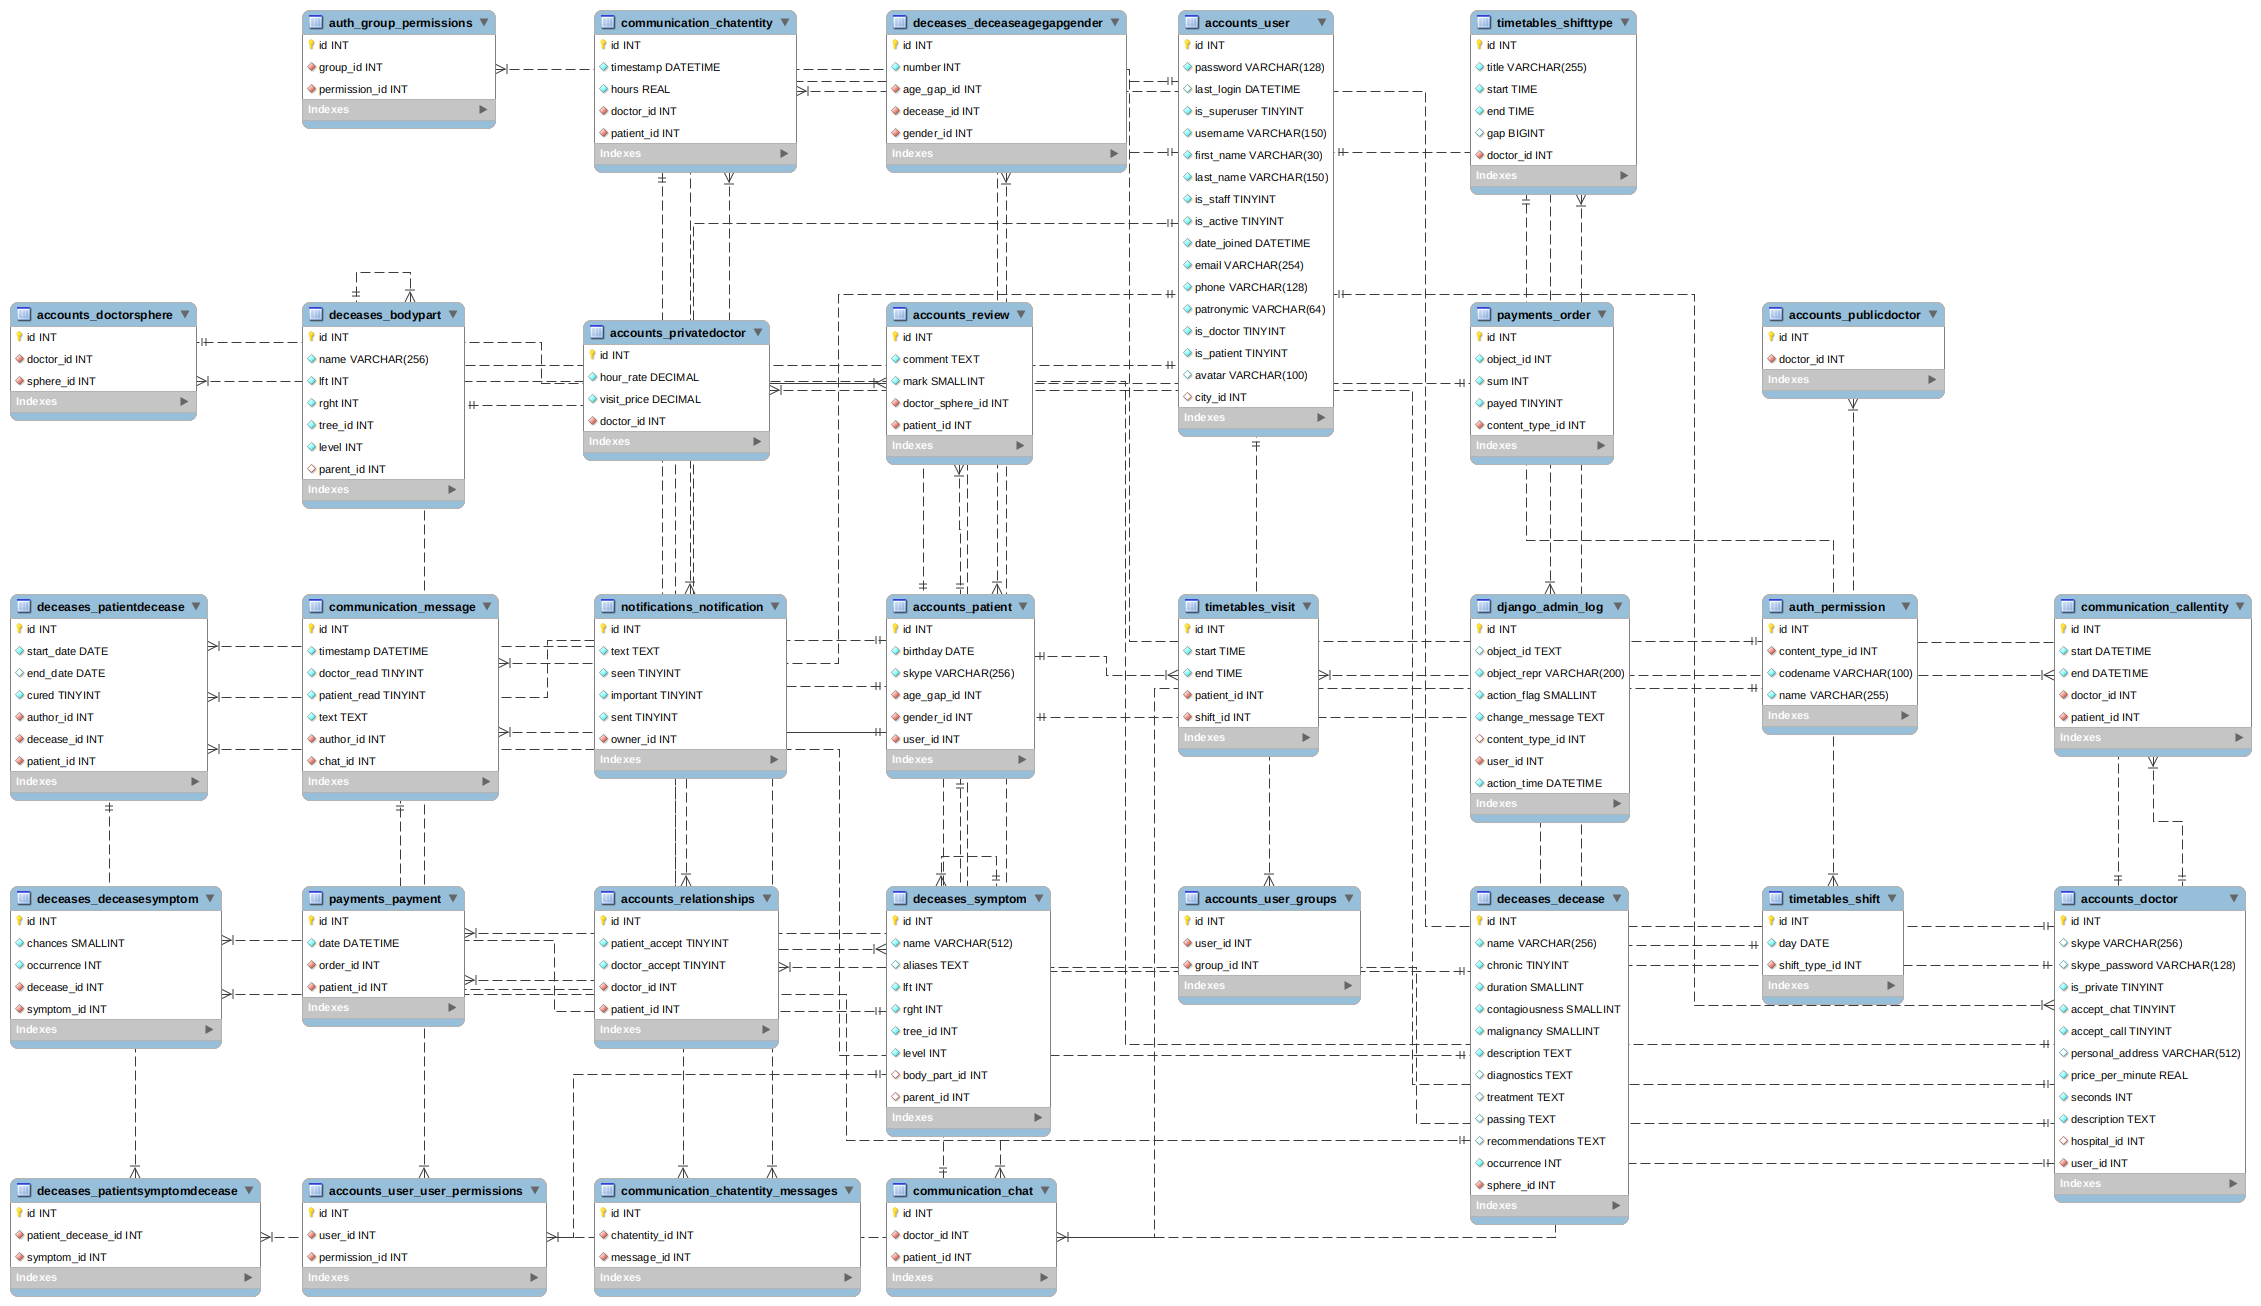 auth_group_permissions
id INT
group_id INT
permission_id INT
Indexes
communication_chatentity
id INT
timestamp DATETIME
hours REAL
doctor_id INT
patient_id INT
Indexes
deceases_deceaseagegapgender
id INT
number INT
age_gap_id INT
decease_id INT
gender_id INT
Indexes
accounts_user
id INT
password VARCHAR(128)
last_login DATETIME
is_superuser TINYINT
username VARCHAR(150)
first_name VARCHAR(30)
last_name VARCHAR(150)
is_staff TINYINT
is_active TINYINT
date_joined DATETIME
email VARCHAR(254)
phone VARCHAR(128)
patronymic VARCHAR(64)
is_doctor TINYINT
is_patient TINYINT
avatar VARCHAR(100)
city_id INT
Indexes
timetables_shifttype
id INT
title VARCHAR(255)
start TIME
end TIME
gap BIGINT
doctor_id INT
Indexes
accounts_doctorsphere
id INT
doctor_id INT
sphere_id INT
Indexes
deceases_bodypart
id INT
name VARCHAR(256)
lft INT
rght INT
tree_id INT
level INT
parent_id INT
Indexes
accounts_privatedoctor
id INT
hour_rate DECIMAL
visit_price DECIMAL
doctor_id INT
Indexes
accounts_review
id INT
comment TEXT
mark SMALLINT
doctor_sphere_id INT
patient_id INT
Indexes
payments_order
id INT
object_id INT
sum INT
payed TINYINT
content_type_id INT
Indexes
accounts_publicdoctor
id INT
doctor_id INT
Indexes
deceases_patientdecease
id INT
start_date DATE
end_date DATE
cured TINYINT
author_id INT
decease_id INT
patient_id INT
Indexes
communication_message
id INT
timestamp DATETIME
doctor_read TINYINT
patient_read TINYINT
text TEXT
author_id INT
chat_id INT
Indexes
notifications_notification
id INT
text TEXT
seen TINYINT
important TINYINT
sent TINYINT
owner_id INT
Indexes
accounts_patient
id INT
birthday DATE
skype VARCHAR(256)
age_gap_id INT
gender_id INT
user_id INT
Indexes
timetables_visit
id INT
start TIME
end TIME
patient_id INT
shift_id INT
Indexes
django_admin_log
id INT
object_id TEXT
object_repr VARCHAR(200)
action_flag SMALLINT
change_message TEXT
content_type_id INT
user_id INT
action_time DATETIME
Indexes
auth_permission
id INT
content_type_id INT
codename VARCHAR(100)
name VARCHAR(255)
Indexes
communication_callentity
id INT
start DATETIME
end DATETIME
doctor_id INT
patient_id INT
Indexes
deceases_deceasesymptom
id INT
chances SMALLINT
occurrence INT
decease_id INT
symptom_id INT
Indexes
payments_payment
id INT
date DATETIME
order_id INT
patient_id INT
Indexes
accounts_relationships
id INT
patient_accept TINYINT
doctor_accept TINYINT
doctor_id INT
patient_id INT
Indexes
deceases_symptom
id INT
name VARCHAR(512)
aliases TEXT
lft INT
rght INT
tree_id INT
level INT
body_part_id INT
parent_id INT
Indexes
accounts_user_groups
id INT
user_id INT
group_id INT
Indexes
deceases_decease
id INT
name VARCHAR(256)
chronic TINYINT
duration SMALLINT
contagiousness SMALLINT
malignancy SMALLINT
description TEXT
diagnostics TEXT
treatment TEXT
passing TEXT
recommendations TEXT
occurrence INT
sphere_id INT
Indexes
timetables_shift
id INT
day DATE
shift_type_id INT
Indexes
accounts_doctor
id INT
skype VARCHAR(256)
skype_password VARCHAR(128)
is_private TINYINT
accept_chat TINYINT
accept_call TINYINT
personal_address VARCHAR(512)
price_per_minute REAL
seconds INT
description TEXT
hospital_id INT
user_id INT
Indexes
deceases_patientsymptomdecease
id INT
patient_decease_id INT
symptom_id INT
Indexes
accounts_user_user_permissions
id INT
user_id INT
permission_id INT
Indexes
communication_chatentity_messages
id INT
chatentity_id INT
message_id INT
Indexes
communication_chat
id INT
doctor_id INT
patient_id INT
Indexes